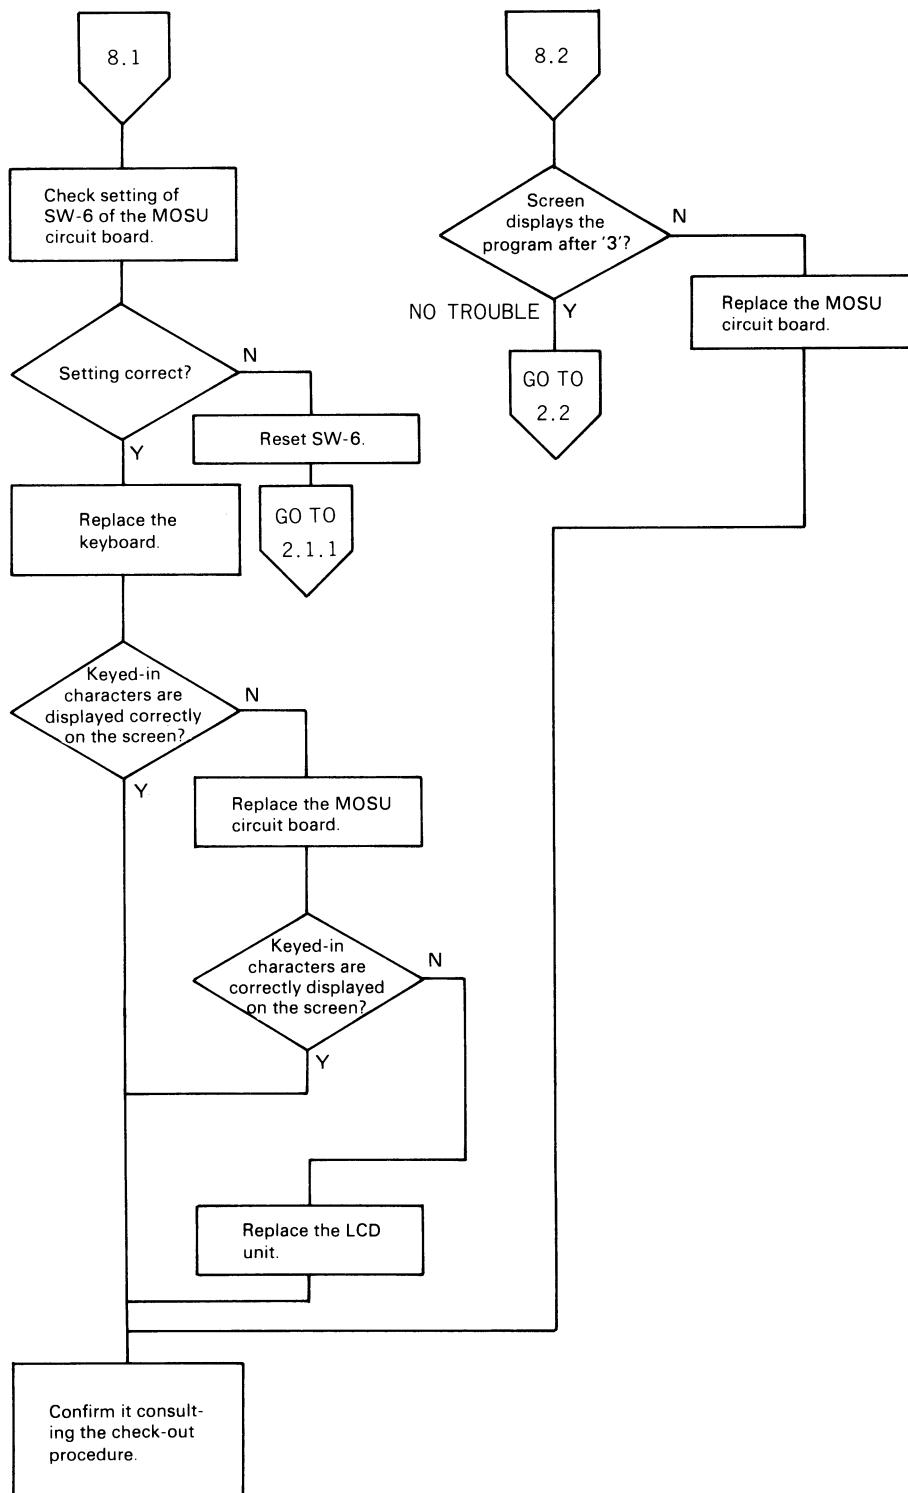 8.1
Check setting of
SW-6 of the MOSU
circuit board.
Setting correct?
N
Y
Reset SW-6.
GO TO
2.1.1
Replace the
keyboard.
Keyed-in
characters are
displayed correctly
on the screen?
N
Y
Replace the MOSU
circuit board.
Keyed-in
characters are
correctly displayed
on the screen?
N
Y
Replace the LCD
unit.
Confirm it consult-
ing the check-out
procedure.
8.2
Screen
displays the
program after '3'?
N
NO TROUBLE
Y
Replace the MOSU
circuit board.
GO TO
2.2